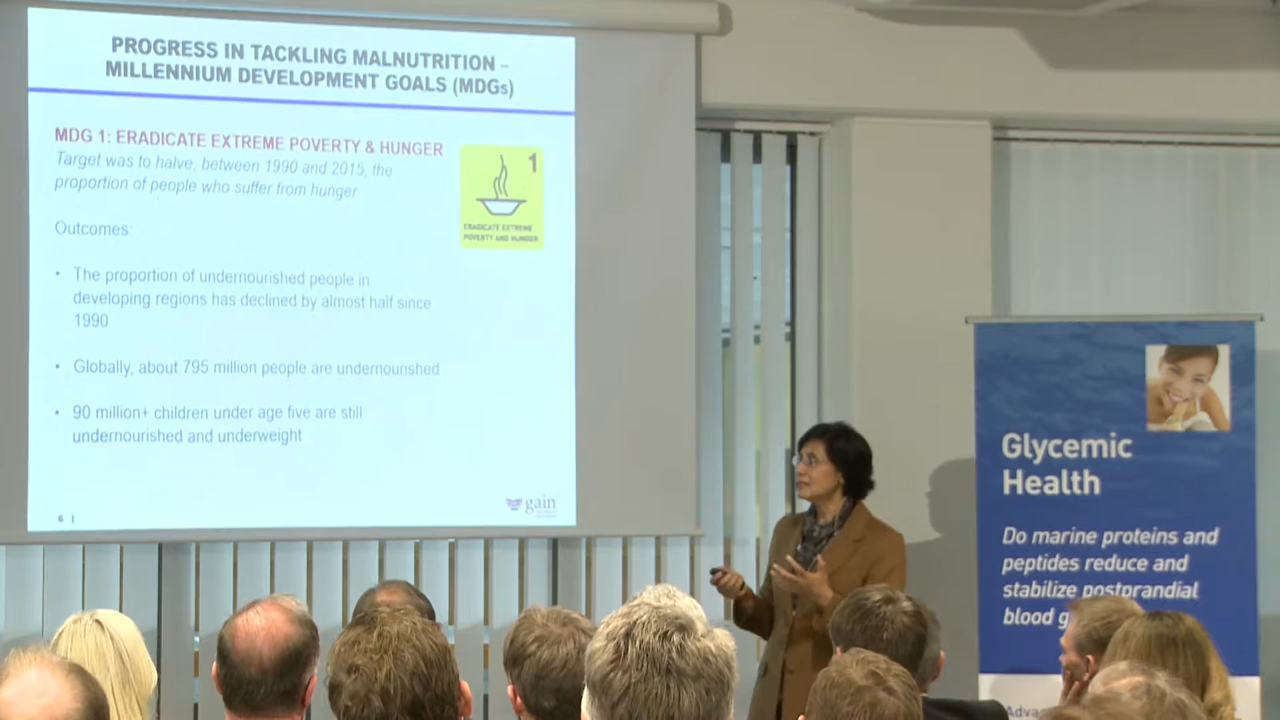 PROGRESS IN TACKLING MALNUTRITION –
MILLENNIUM DEVELOPMENT GOALS (MDGs)
MDG 1: ERADICATE EXTREME POVERTY & HUNGER
Target was to halve, between 1990 and 2015, the
proportion of people who suffer from hunger
1
ERADICATE EXTREME
POVERTY AND HUNGER
Outcomes:
• The proportion of undernourished people in
developing regions has declined by almost half since
1990
• Globally, about 795 million people are undernourished
• 90 million+ children under age five are still
undernourished and underweight
6 |
gain
Glycemic
Health
Do marine proteins and
peptides reduce and
stabilize postprandial
blood g
Adva